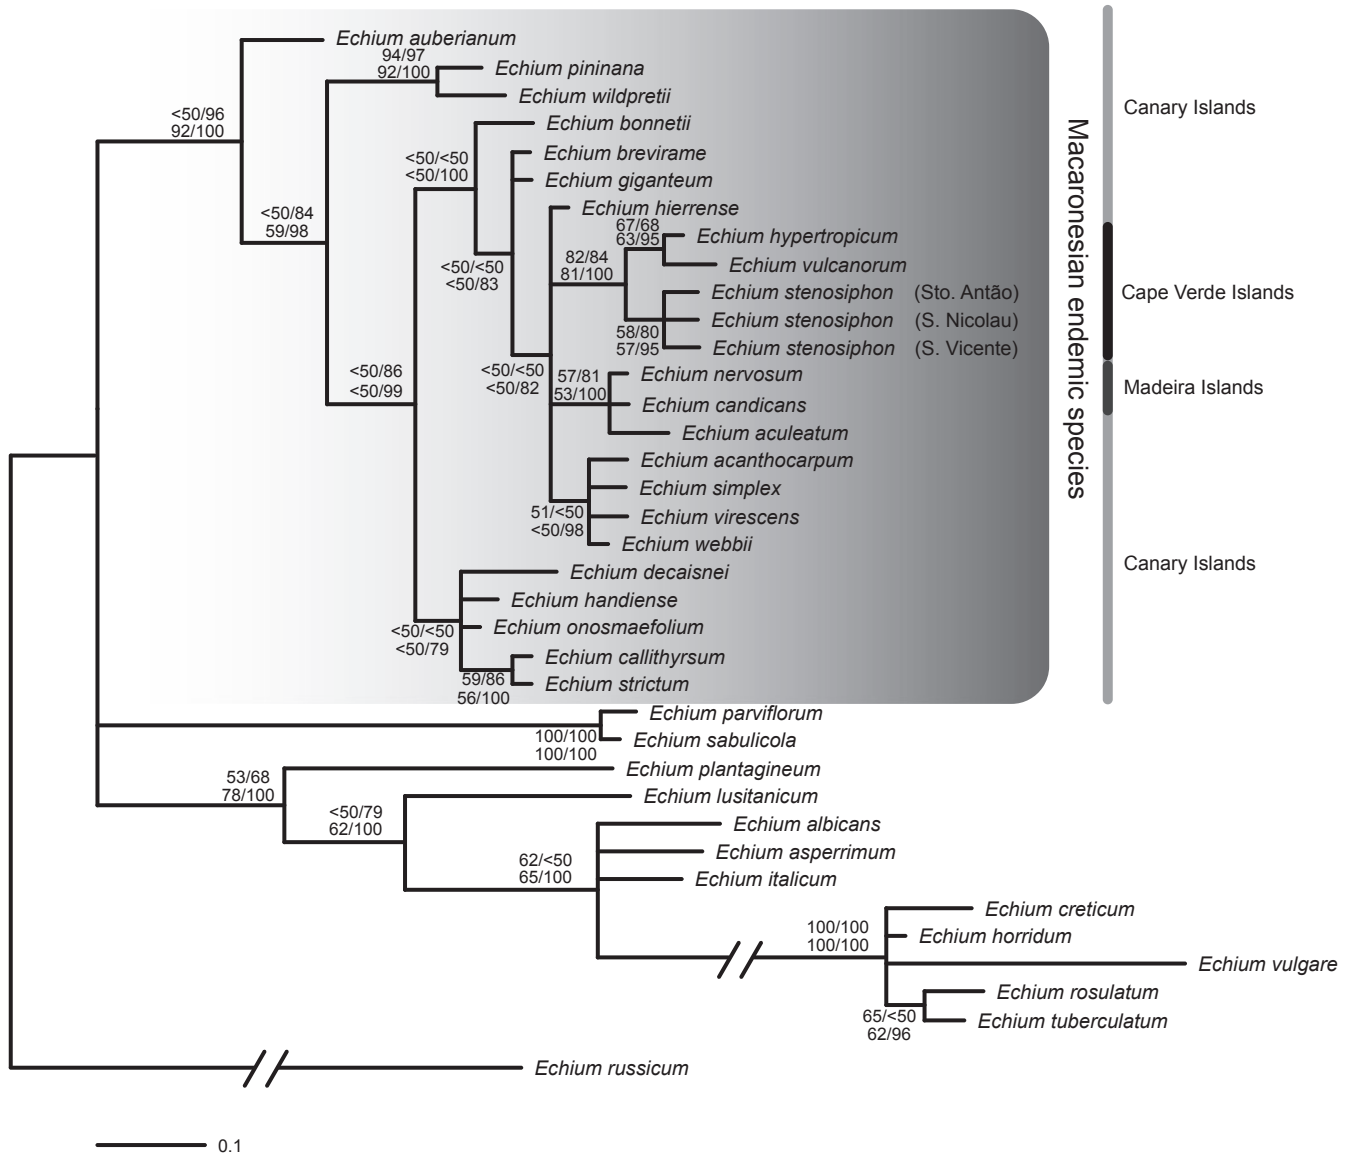 Echium auberianum
94/97
92/100
Echium pininana
Echium wildpretii
<50/96
92/100
Echium bonnetii
<50/<50
<50/100
Echium brevirame
Echium giganteum
Echium hierrense
<50/84
59/98
67/68
63/95
Echium hypertropicum
Echium vulcanorum
<50/<50
<50/83
82/84
81/100
Echium stenosiphon (Sto. Antão)
Echium stenosiphon (S. Nicolau)
Echium stenosiphon (S. Vicente)
58/80
57/95
<50/86
<50/99
<50/<50
<50/82
57/81
53/100
Echium nervosum
Echium candicans
Echium aculeatum
Echium acanthocarpum
Echium simplex
Echium virescens
Echium webbii
51/<50
<50/98
Echium decaisnei
Echium handiense
Echium onosmaefolium
<50/<50
<50/79
Echium callithyrsum
Echium strictum
59/86
56/100
Macaronesian endemic species
Canary Islands
Cape Verde Islands
Madeira Islands
Canary Islands
Echium parviflorum
Echium sabulicola
100/100
100/100
Echium plantagineum
53/68
78/100
Echium lusitanicum
<50/79
62/100
Echium albicans
Echium asperrimum
Echium italicum
62/<50
65/100
Echium creticum
Echium horridum
100/100
100/100
Echium vulgare
Echium rosulatum
Echium tuberculatum
65/<50
62/96
Echium russicum
0.1